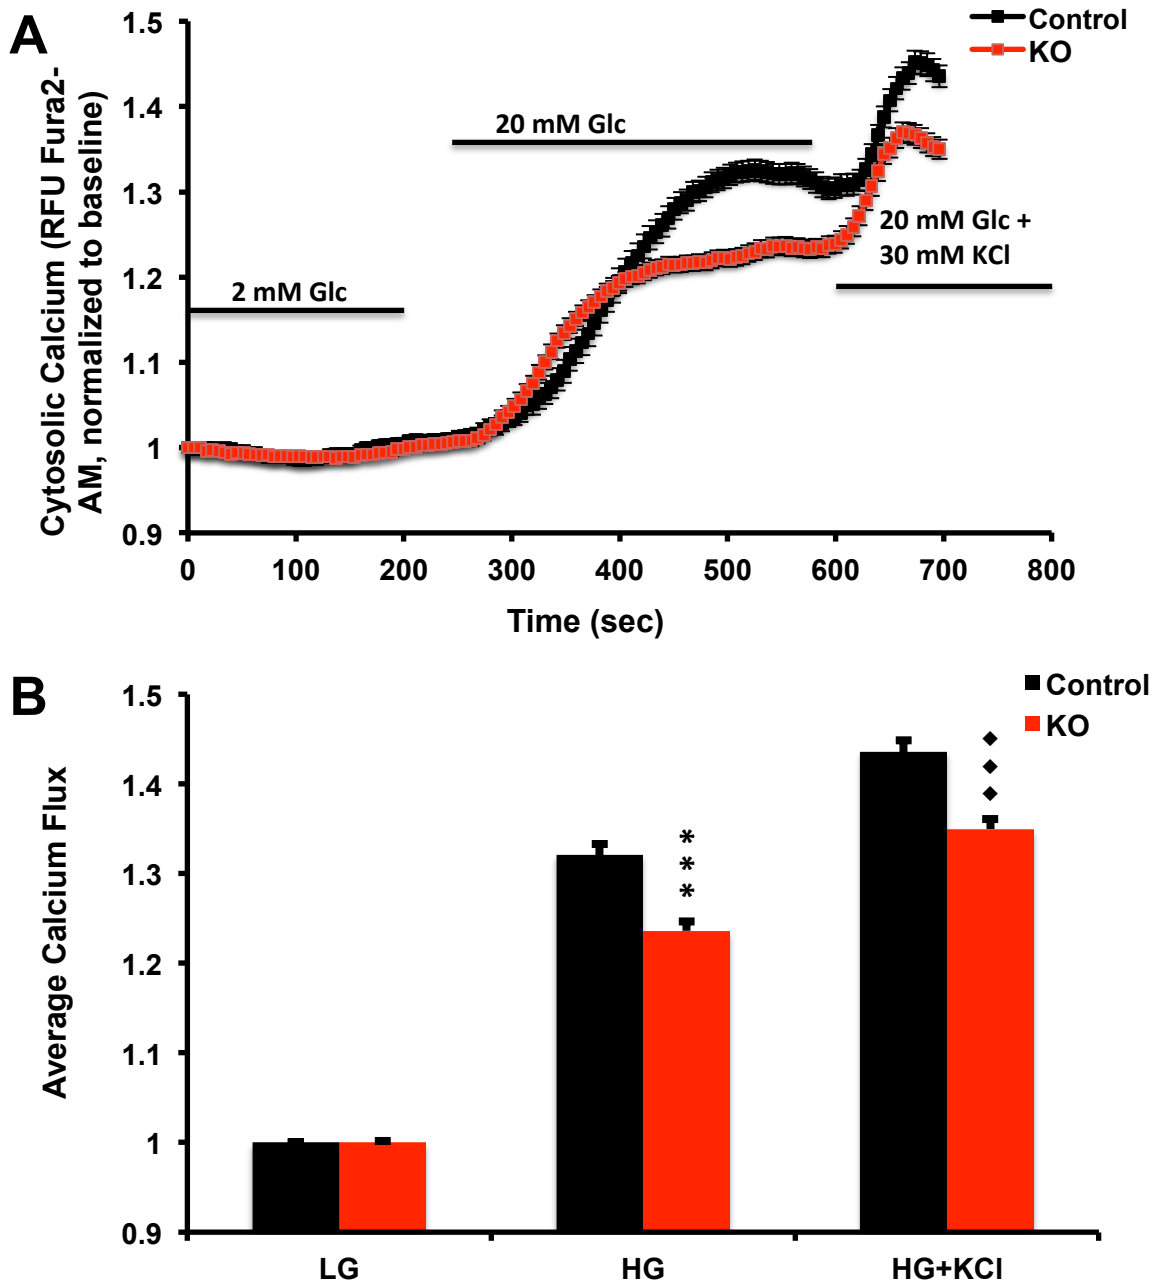 A
Control
KO
Cytosolic Calcium (RFU Fura2-
AM, normalized to baseline)
1.5
1.4
1.3
1.2
1.1
1
0.9
20 mM Glc
2 mM Glc
20 mM Glc +
30 mM KCl
0 100 200 300 400 500 600 700 800
Time (sec)
B
Control
KO
Average Calcium Flux
1.5
1.4
1.3
1.2
1.1
1
0.9
*
*
*
◆
◆
◆
LG HG HG+KCl